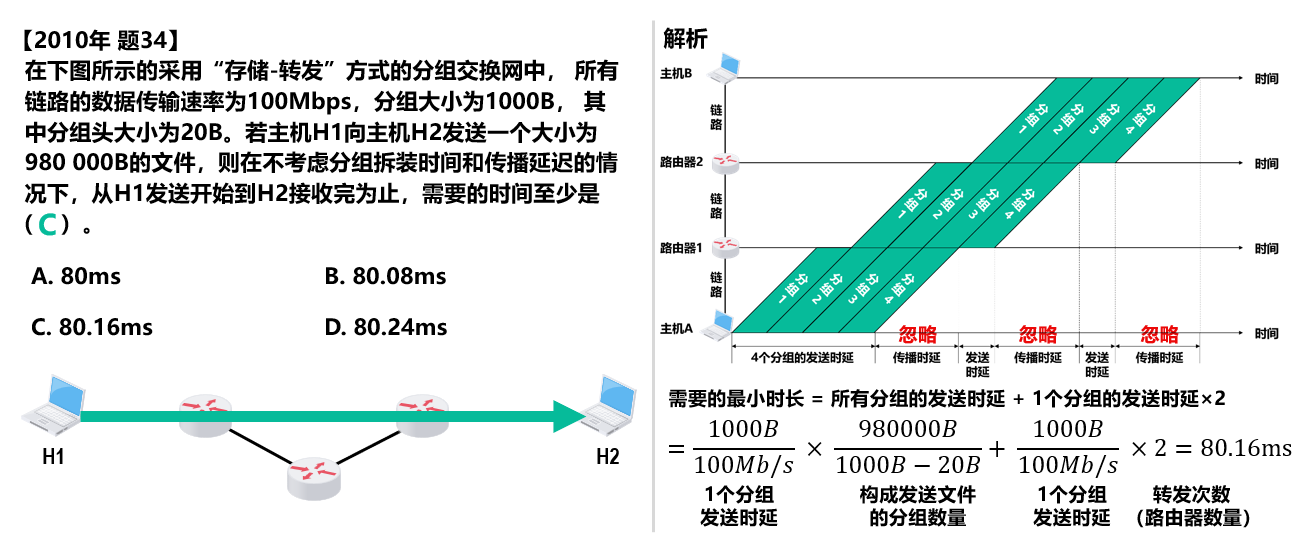 【2010年 题34】
在下图所示的采用“存储-转发”方式的分组交换网中， 所有
链路的数据传输速率为100Mbps，分组大小为1000B， 其
中分组头大小为20B。若主机H1向主机H2发送一个大小为
980 000B的文件，则在不考虑分组拆装时间和传播延迟的情
况下，从H1发送开始到H2接收完为止，需要的时间至少是
（ C ）。
A. 80ms
B. 80.08ms
C. 80.16ms
D. 80.24ms
H1
H2
解析
主机B
时间
链路
分组1
分组2
分组3
分组4
路由器2
时间
链路
分组1
分组2
分组3
分组4
路由器1
时间
链路
分组1
分组2
分组3
分组4
主机A
忽略
忽略
忽略
时间
4个分组的发送时延
传播时延
发送
时延
传播时延
发送
时延
传播时延
需要的最小时长 = 所有分组的发送时延 + 1个分组的发送时延×2
= 1000B/100Mb/s × 980000B/1000B − 20B + 1000B/100Mb/s × 2 = 80.16ms
1个分组
发送时延
构成发送文件
的分组数量
1个分组
发送时延
转发次数
（路由器数量）